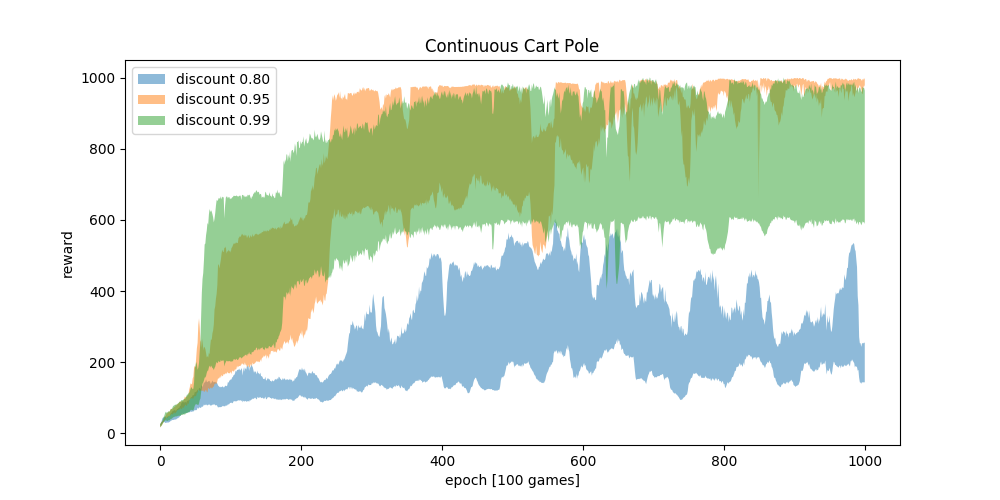 Continuous Cart Pole
discount 0.80
discount 0.95
discount 0.99
reward
1000
800
600
400
200
0
0 200 400 600 800 1000
epoch [100 games]